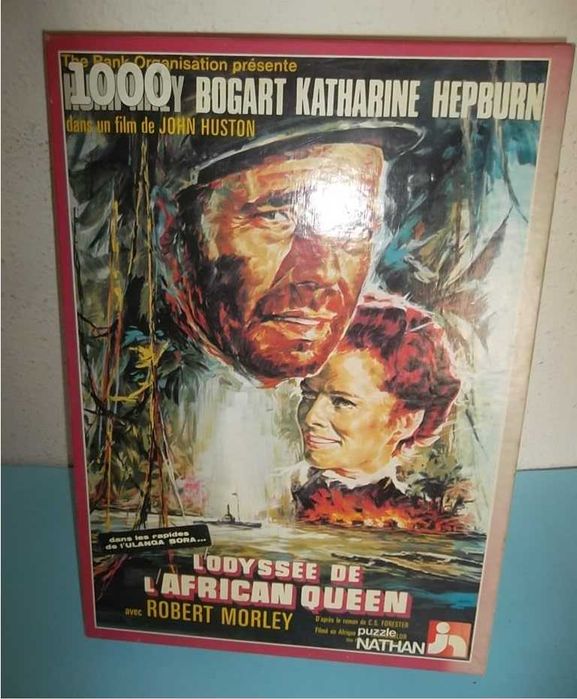 The Rank Organisation présente
1000
BOGART KATHARINE HEPBURN
dans un film de JOHN HUSTON
dans les rapides
de l'ULANGA BORA...
L'ODYSSEE DE
L'AFRICAN QUEEN
avec ROBERT MORLEY
D'après le roman de C.S. FORESTER
Filmé en Afrique
puzzle
NATHAN